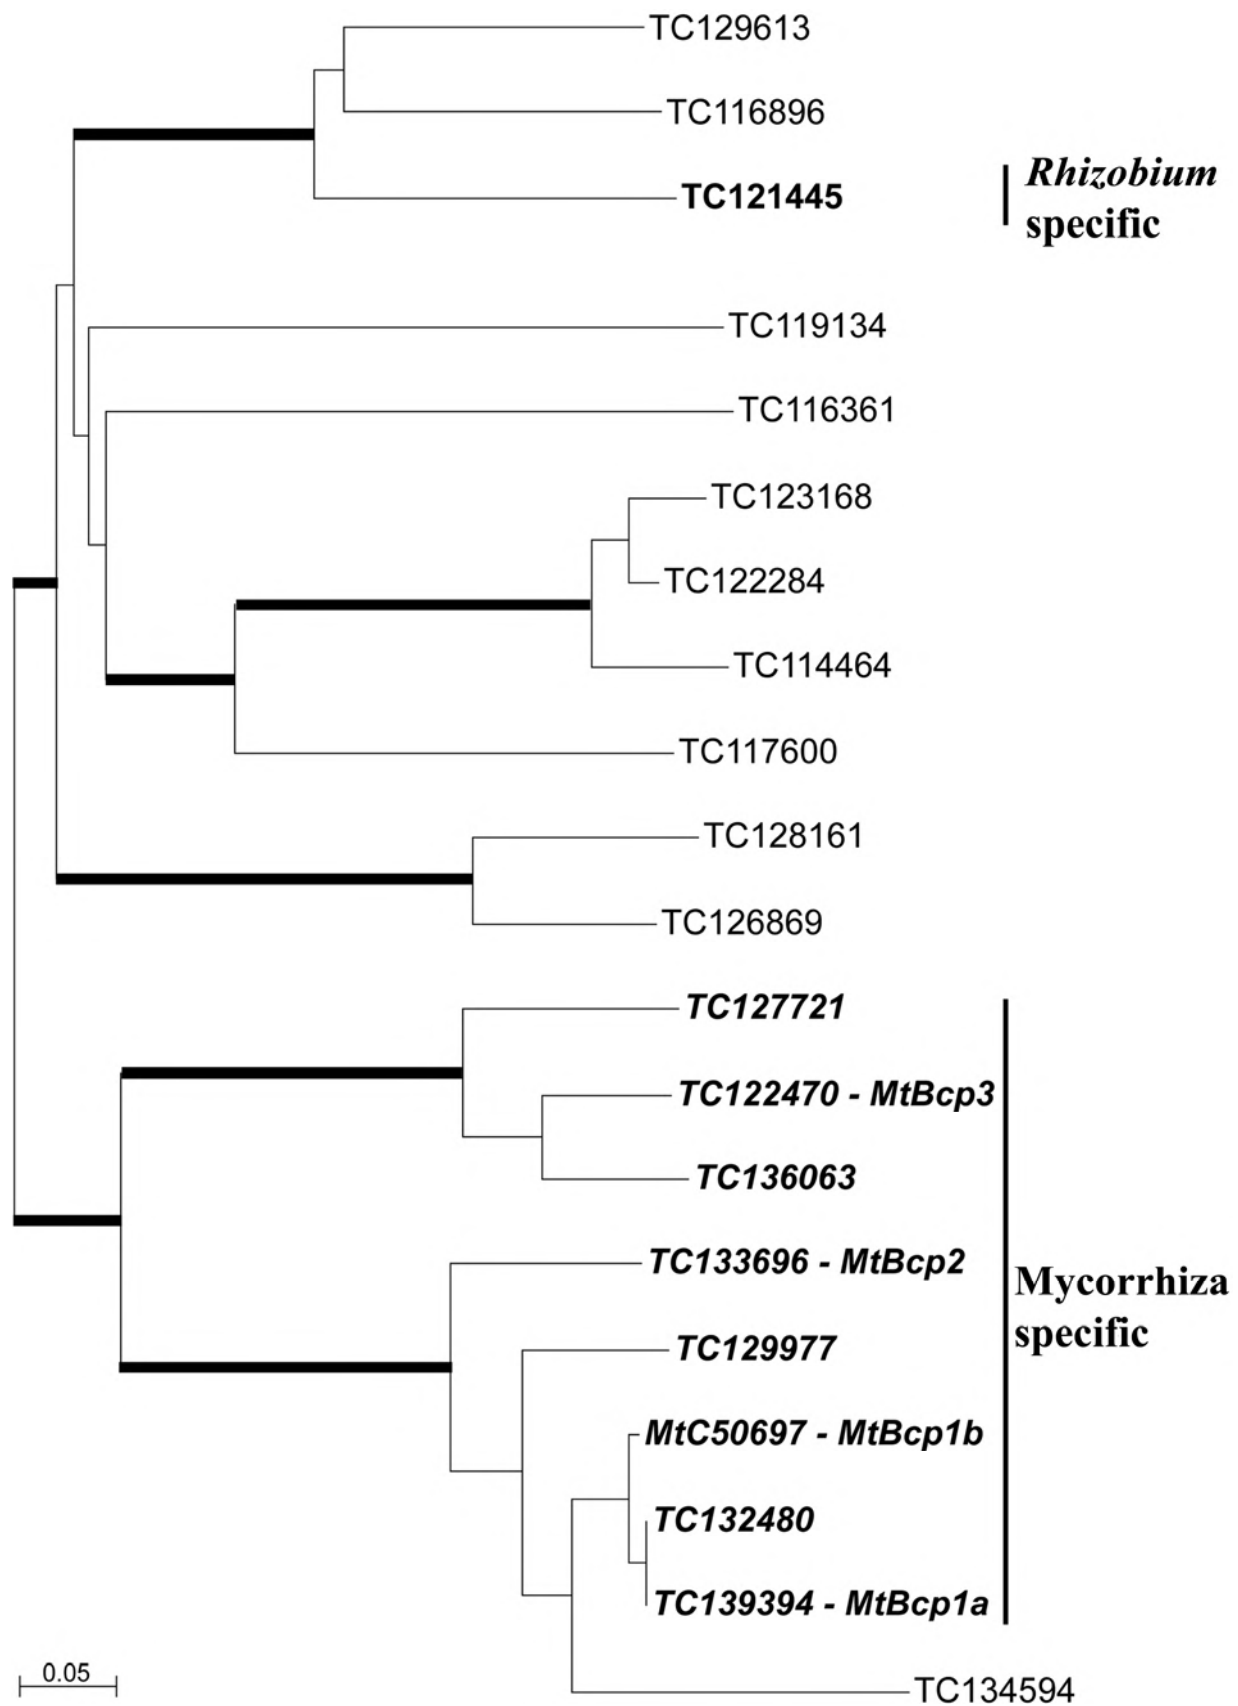 TC129613
TC116896
TC121445
Rhizobium
specific
TC119134
TC116361
TC123168
TC122284
TC114464
TC117600
TC128161
TC126869
TC127721
TC122470 - MtBcp3
TC136063
TC133696 - MtBcp2
TC129977
MtC50697 - MtBcp1b
TC132480
TC139394 - MtBcp1a
Mycorrhiza
specific
TC134594
0.05